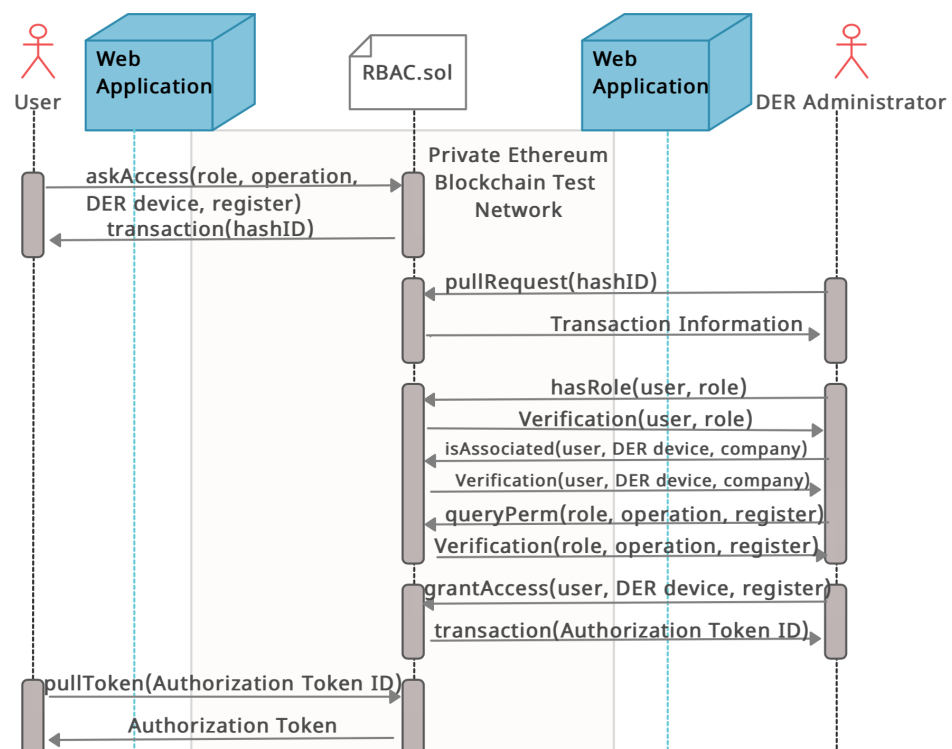 Web
Application
RBAC.sol
Web
Application
User
DER Administrator
Private Ethereum
Blockchain Test
Network
askAccess(role, operation,
DER device, register)
transaction(hashID)
pullRequest(hashID)
Transaction Information
hasRole(user, role)
Verification(user, role)
isAssociated(user, DER device, company)
Verification(user, DER device, company)
queryPerm(role, operation, register)
Verification(role, operation, register)
grantAccess(user, DER device, register)
transaction(Authorization Token ID)
pullToken(Authorization Token ID)
Authorization Token